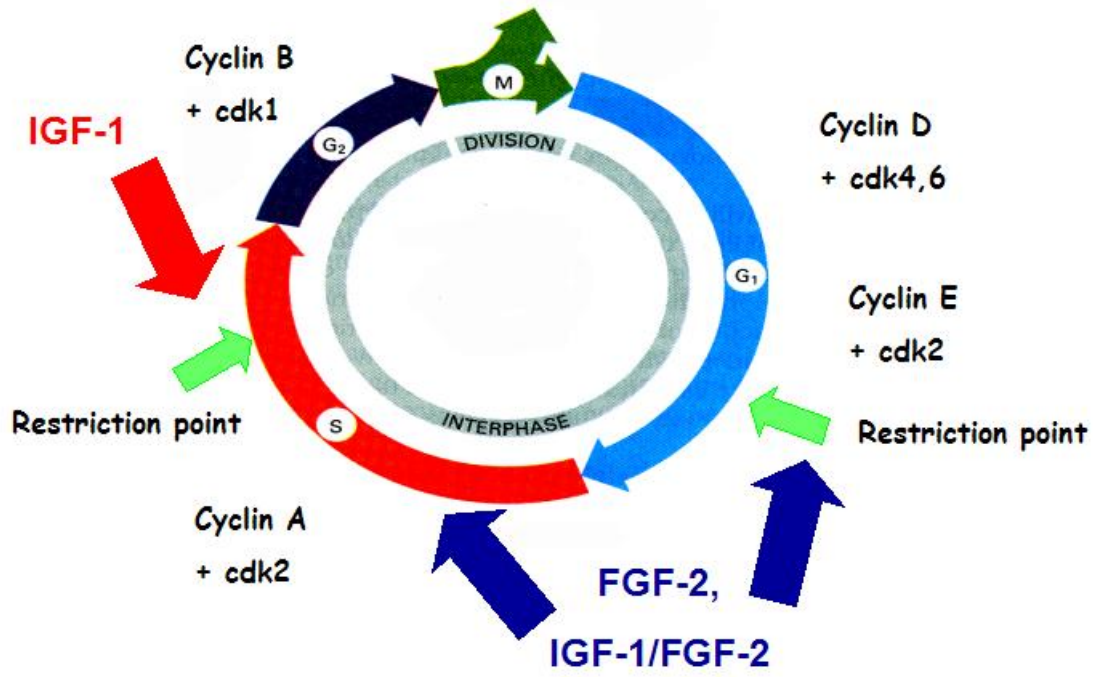 Cyclin B
+ cdk1
IGF-1
M
G₂
DIVISION
Cyclin D
+ cdk4,6
G₁
Cyclin E
+ cdk2
Restriction point
S
INTERPHASE
Restriction point
Cyclin A
+ cdk2
FGF-2,
IGF-1/FGF-2